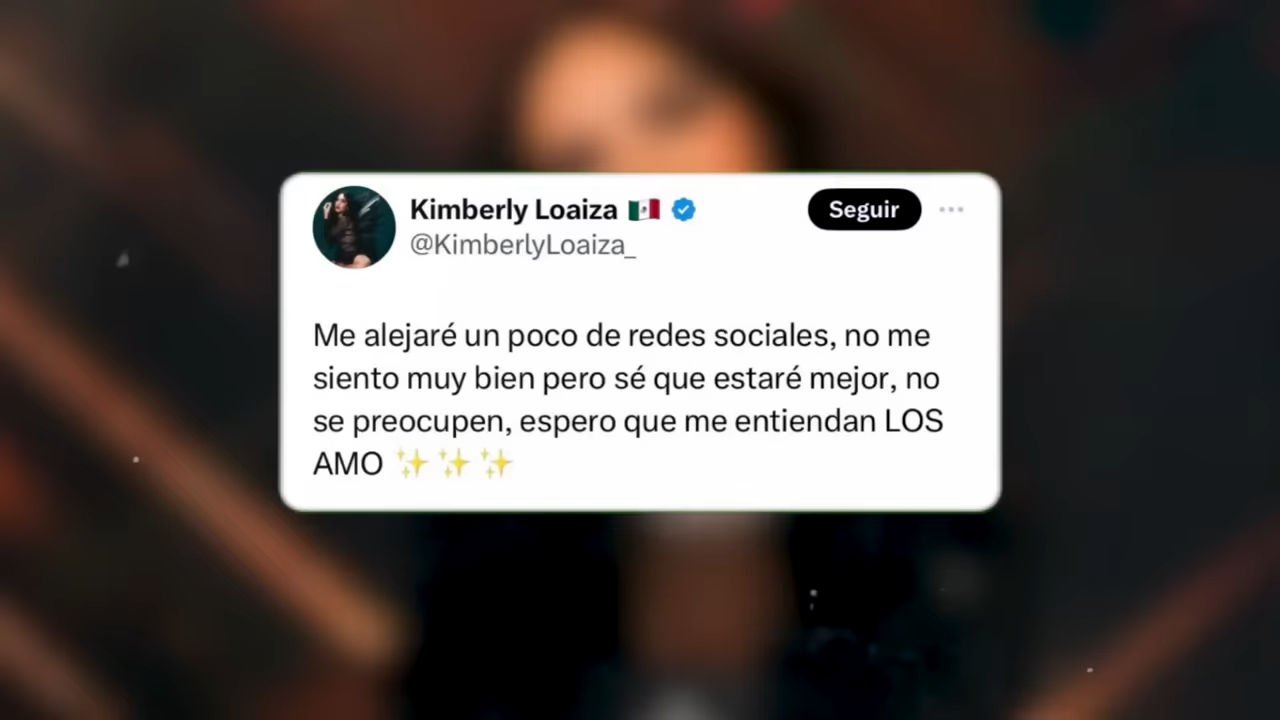 Kimberly Loaiza 🇲🇽
Seguir
@KimberlyLoaiza_
Me alejaré un poco de redes sociales, no me
siento muy bien pero sé que estaré mejor, no
se preocupen, espero que me entiendan LOS
AMO ✨✨✨